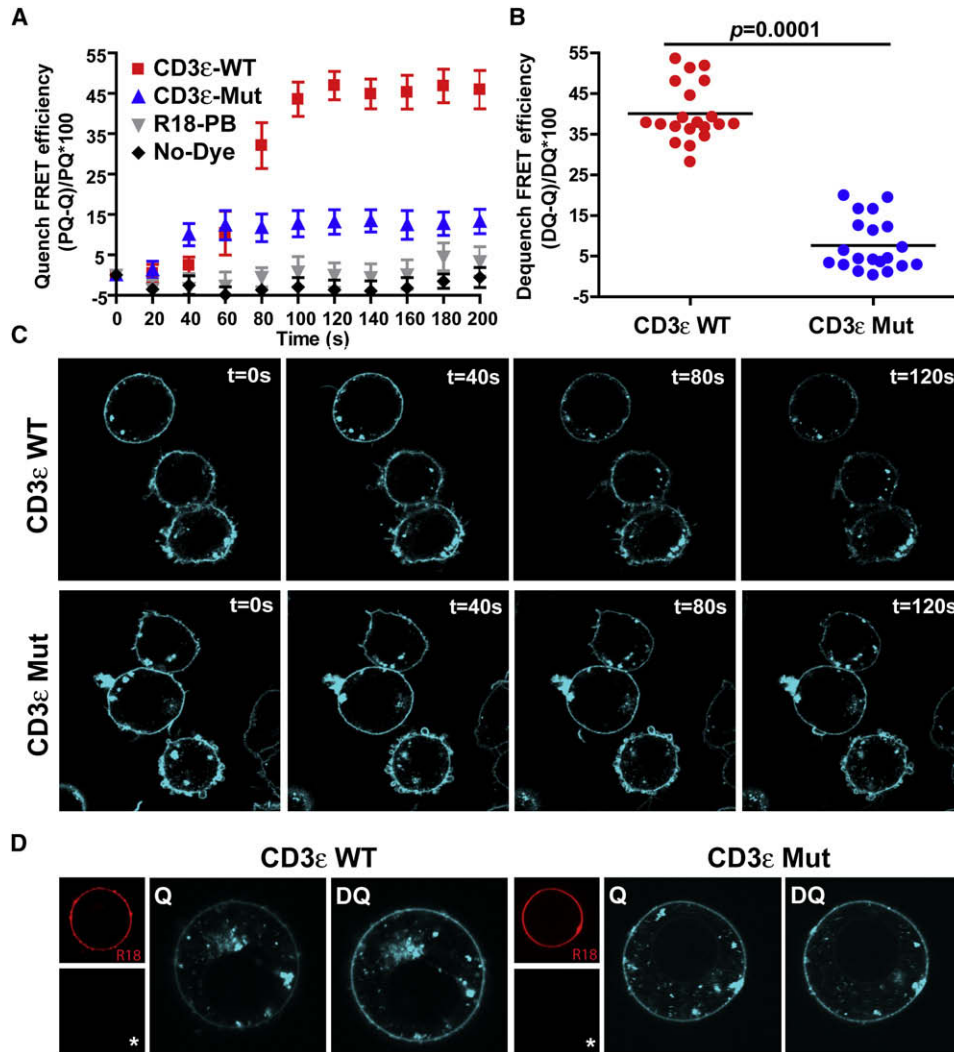 A
Quench FRET efficiency
(PQ-Q)/PQ*100
55
45
35
25
15
5
-5
CD3ε-WT
CD3ε-Mut
R18-PB
No-Dye
0 20 40 60 80 100 120 140 160 180 200
Time (s)
B
p=0.0001
Dequench FRET efficiency
(DQ-Q)/DQ*100
55
45
35
25
15
5
-5
CD3ε WT CD3ε Mut
C
CD3ε WT
t=0s t=40s t=80s t=120s
CD3ε Mut
t=0s t=40s t=80s t=120s
D
CD3ε WT CD3ε Mut
R18 Q DQ R18 Q DQ
* *